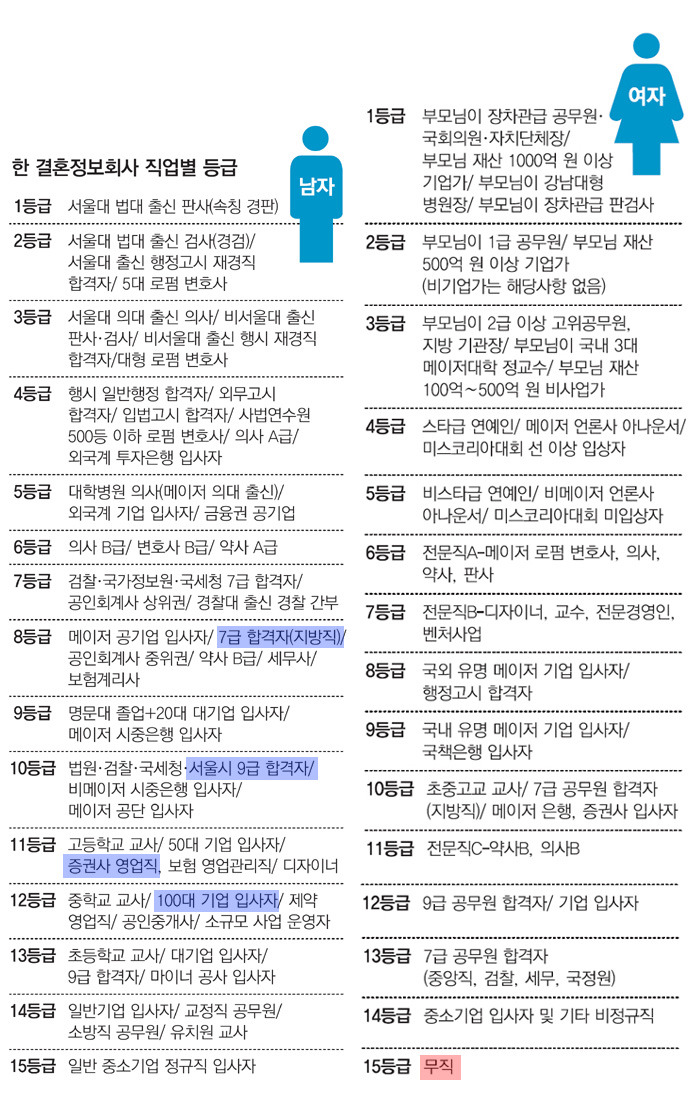 한 결혼정보회사 직업별 등급
남자
1등급 서울대 법대 출신 판사(속칭 경판)
2등급 서울대 법대 출신 검사(경검)/
서울대 출신 행정고시 재경직
합격자/ 5대 로펌 변호사
3등급 서울대 의대 출신 의사/ 비서울대 출신
판사·검사/ 비서울대 출신 행시 재경직
합격자/대형 로펌 변호사
4등급 행시 일반행정 합격자/ 외무고시
합격자/ 입법고시 합격자/ 사법연수원
500등 이하 로펌 변호사/ 의사 A급/
외국계 투자은행 입사자
5등급 대학병원 의사(메이저 의대 출신)/
외국계 기업 입사자/ 금융권 공기업
6등급 의사 B급/ 변호사 B급/ 약사 A급
7등급 검찰·국가정보원·국세청 7급 합격자/
공인회계사 상위권/ 경찰대 출신 경찰 간부
8등급 메이저 공기업 입사자/ 7급 합격자(지방직)/
공인회계사 중위권/ 약사 B급/ 세무사/
보험계리사
9등급 명문대 졸업+20대 대기업 입사자/
메이저 시중은행 입사자
10등급 법원·검찰·국세청·서울시 9급 합격자/
비메이저 시중은행 입사자/
메이저 공단 입사자
11등급 고등학교 교사/ 50대 기업 입사자/
증권사 영업직, 보험 영업관리직/ 디자이너
12등급 중학교 교사/ 100대 기업 입사자/ 제약
영업직/ 공인중개사/ 소규모 사업 운영자
13등급 초등학교 교사/ 대기업 입사자/
9급 합격자/ 마이너 공사 입사자
14등급 일반기업 입사자/ 교정직 공무원/
소방직 공무원/ 유치원 교사
15등급 일반 중소기업 정규직 입사자
여자
1등급 부모님이 장차관급 공무원·
국회의원·자치단체장/
부모님 재산 1000억 원 이상
기업가/ 부모님이 강남대형
병원장/ 부모님이 장차관급 판검사
2등급 부모님이 1급 공무원/ 부모님 재산
500억 원 이상 기업가
(비기업가는 해당사항 없음)
3등급 부모님이 2급 이상 고위공무원,
지방 기관장/ 부모님이 국내 3대
메이저대학 정교수/ 부모님 재산
100억~500억 원 비사업가
4등급 스타급 연예인/ 메이저 언론사 아나운서/
미스코리아대회 선 이상 입상자
5등급 비스타급 연예인/ 비메이저 언론사
아나운서/ 미스코리아대회 미입상자
6등급 전문직A-메이저 로펌 변호사, 의사,
약사, 판사
7등급 전문직B-디자이너, 교수, 전문경영인,
벤처사업
8등급 국외 유명 메이저 기업 입사자/
행정고시 합격자
9등급 국내 유명 메이저 기업 입사자/
국책은행 입사자
10등급 초중고교 교사/ 7급 공무원 합격자
(지방직)/ 메이저 은행, 증권사 입사자
11등급 전문직C-약사B, 의사B
12등급 9급 공무원 합격자/ 기업 입사자
13등급 7급 공무원 합격자
(중앙직, 검찰, 세무, 국정원)
14등급 중소기업 입사자 및 기타 비정규직
15등급 무직